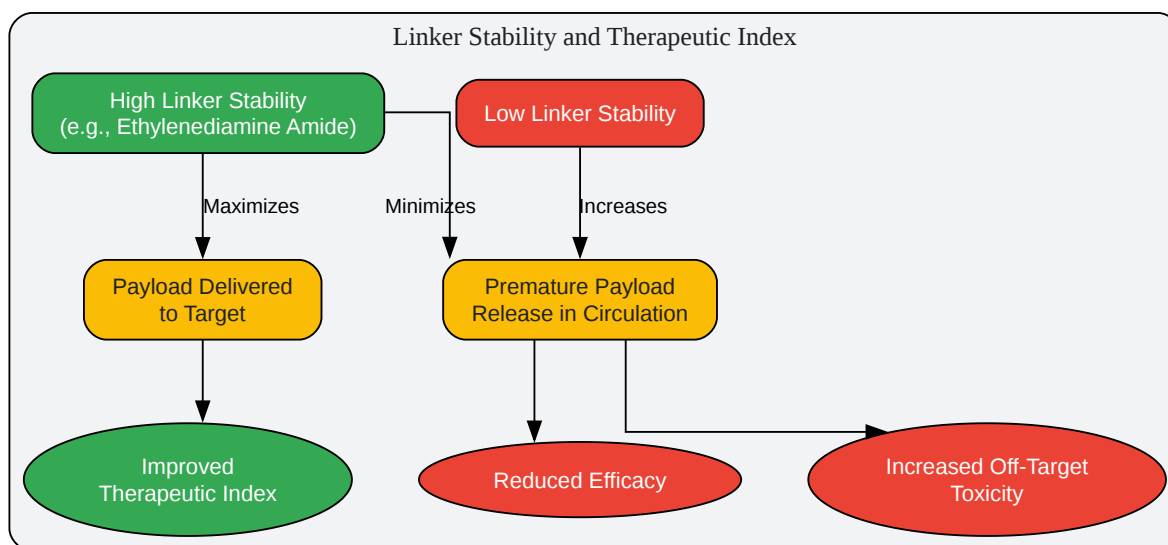 Linker Stability and Therapeutic Index
High Linker Stability
(e.g., Ethylenediamine Amide)
Low Linker Stability
Maximizes
Minimizes
Increases
Payload Delivered
to Target
Premature Payload
Release in Circulation
Improved
Therapeutic Index
Reduced Efficacy
Increased Off-Target
Toxicity